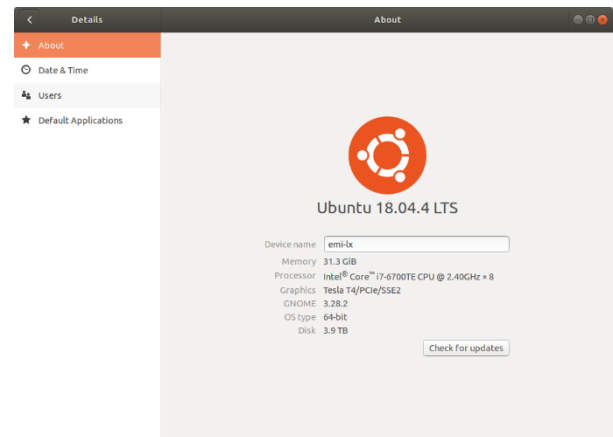 Details
About
About
Date & Time
Users
Default Applications
Ubuntu 18.04.4 LTS
Device name emi-lx
Memory 31.3 GiB
Processor Intel® Core™ i7-6700TE CPU @ 2.40GHz × 8
Graphics Tesla T4/PCIe/SSE2
GNOME 3.28.2
OS type 64-bit
Disk 3.9 TB
Check for updates